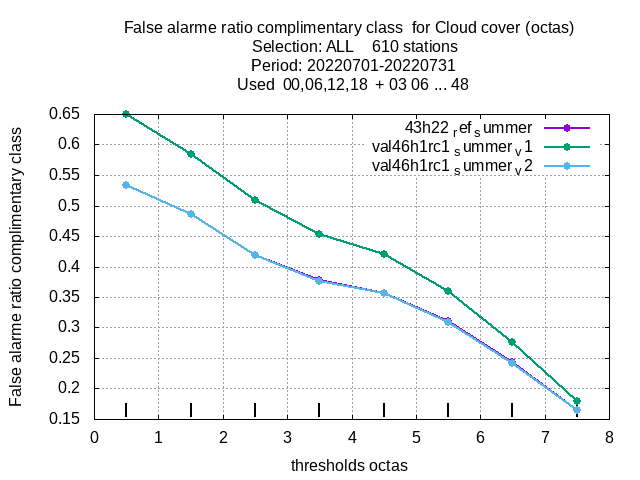 False alarme ratio complimentary class  for Cloud cover (octas)
Selection: ALL    610 stations
Period: 20220701-20220731
Used  00,06,12,18  + 03 06 ... 48
43h22 ref summer
val46h1rc1 summer v1
val46h1rc1 summer v2
False alarme ratio complimentary class
0.65
0.6
0.55
0.5
0.45
0.4
0.35
0.3
0.25
0.2
0.15
0 1 2 3 4 5 6 7 8
thresholds octas